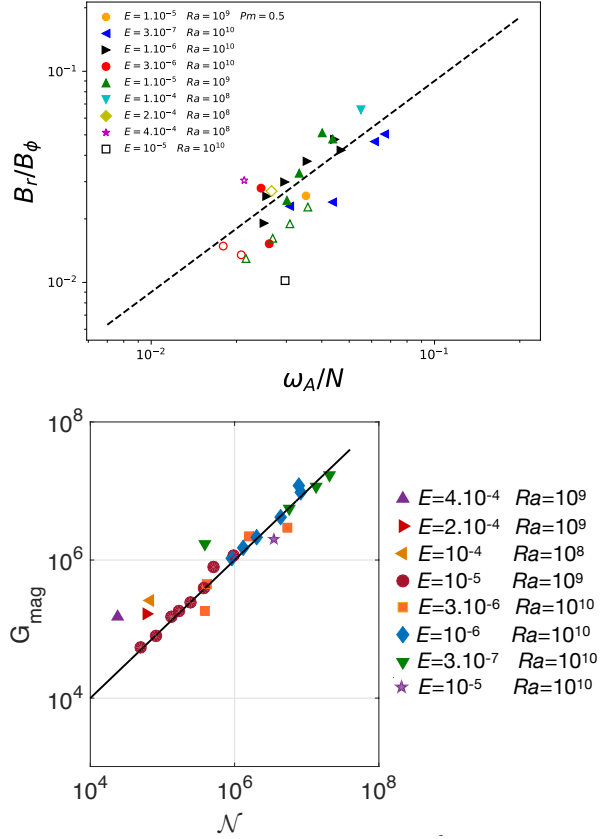 E = 1.10⁻⁵ Ra = 10⁹ Pm = 0.5
E = 3.10⁻⁷ Ra = 10¹⁰
E = 1.10⁻⁶ Ra = 10¹⁰
E = 3.10⁻⁶ Ra = 10¹⁰
E = 1.10⁻⁵ Ra = 10⁹
E = 1.10⁻⁴ Ra = 10⁸
E = 2.10⁻⁴ Ra = 10⁸
E = 4.10⁻⁴ Ra = 10⁸
E = 10⁻⁵ Ra = 10¹⁰
10⁻¹
10⁻²
B_r/B_ϕ
10⁻² 10⁻¹
ω_A/N
10⁸
10⁶
10⁴
G_mag
10⁴ 10⁶ 10⁸
𝒩
E=4.10⁻⁴ Ra=10⁹
E=2.10⁻⁴ Ra=10⁹
E=10⁻⁴ Ra=10⁸
E=10⁻⁵ Ra=10⁹
E=3.10⁻⁶ Ra=10¹⁰
E=10⁻⁶ Ra=10¹⁰
E=3.10⁻⁷ Ra=10¹⁰
E=10⁻⁵ Ra=10¹⁰